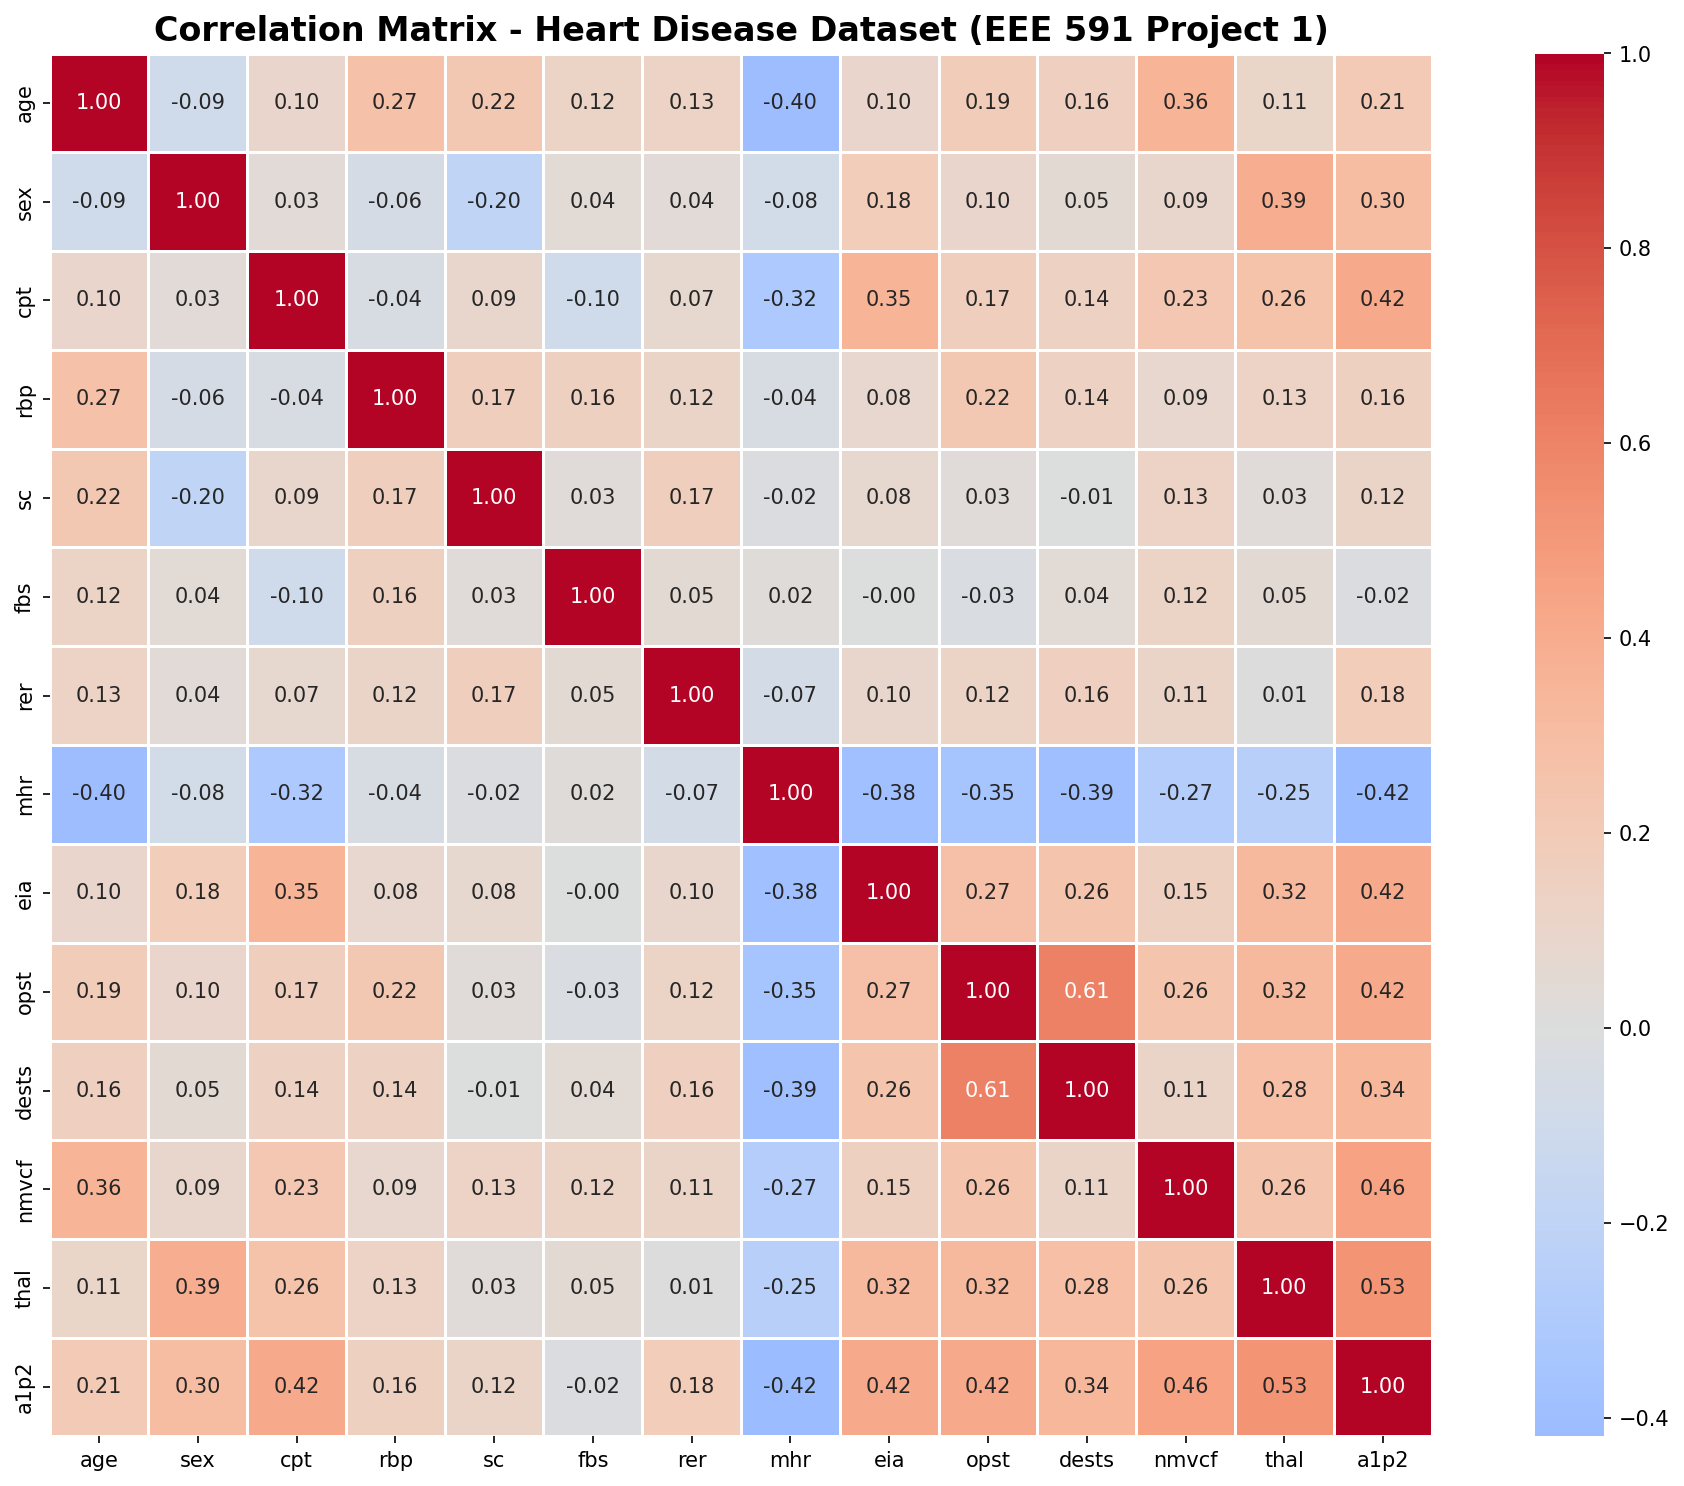 Correlation Matrix - Heart Disease Dataset (EEE 591 Project 1)
age 1.00 -0.09 0.10 0.27 0.22 0.12 0.13 -0.40 0.10 0.19 0.16 0.36 0.11 0.21
sex -0.09 1.00 0.03 -0.06 -0.20 0.04 0.04 -0.08 0.18 0.10 0.05 0.09 0.39 0.30
cpt 0.10 0.03 1.00 -0.04 0.09 -0.10 0.07 -0.32 0.35 0.17 0.14 0.23 0.26 0.42
rbp 0.27 -0.06 -0.04 1.00 0.17 0.16 0.12 -0.04 0.08 0.22 0.14 0.09 0.13 0.16
sc 0.22 -0.20 0.09 0.17 1.00 0.03 0.17 -0.02 0.08 0.03 -0.01 0.13 0.03 0.12
fbs 0.12 0.04 -0.10 0.16 0.03 1.00 0.05 0.02 -0.00 -0.03 0.04 0.12 0.05 -0.02
rer 0.13 0.04 0.07 0.12 0.17 0.05 1.00 -0.07 0.10 0.12 0.16 0.11 0.01 0.18
mhr -0.40 -0.08 -0.32 -0.04 -0.02 0.02 -0.07 1.00 -0.38 -0.35 -0.39 -0.27 -0.25 -0.42
eia 0.10 0.18 0.35 0.08 0.08 -0.00 0.10 -0.38 1.00 0.27 0.26 0.15 0.32 0.42
opst 0.19 0.10 0.17 0.22 0.03 -0.03 0.12 -0.35 0.27 1.00 0.61 0.26 0.32 0.42
dests 0.16 0.05 0.14 0.14 -0.01 0.04 0.16 -0.39 0.26 0.61 1.00 0.11 0.28 0.34
nmvcf 0.36 0.09 0.23 0.09 0.13 0.12 0.11 -0.27 0.15 0.26 0.11 1.00 0.26 0.46
thal 0.11 0.39 0.26 0.13 0.03 0.05 0.01 -0.25 0.32 0.32 0.28 0.26 1.00 0.53
a1p2 0.21 0.30 0.42 0.16 0.12 -0.02 0.18 -0.42 0.42 0.42 0.34 0.46 0.53 1.00
age sex cpt rbp sc fbs rer mhr eia opst dests nmvcf thal a1p2
1.0
0.8
0.6
0.4
0.2
0.0
−0.2
−0.4